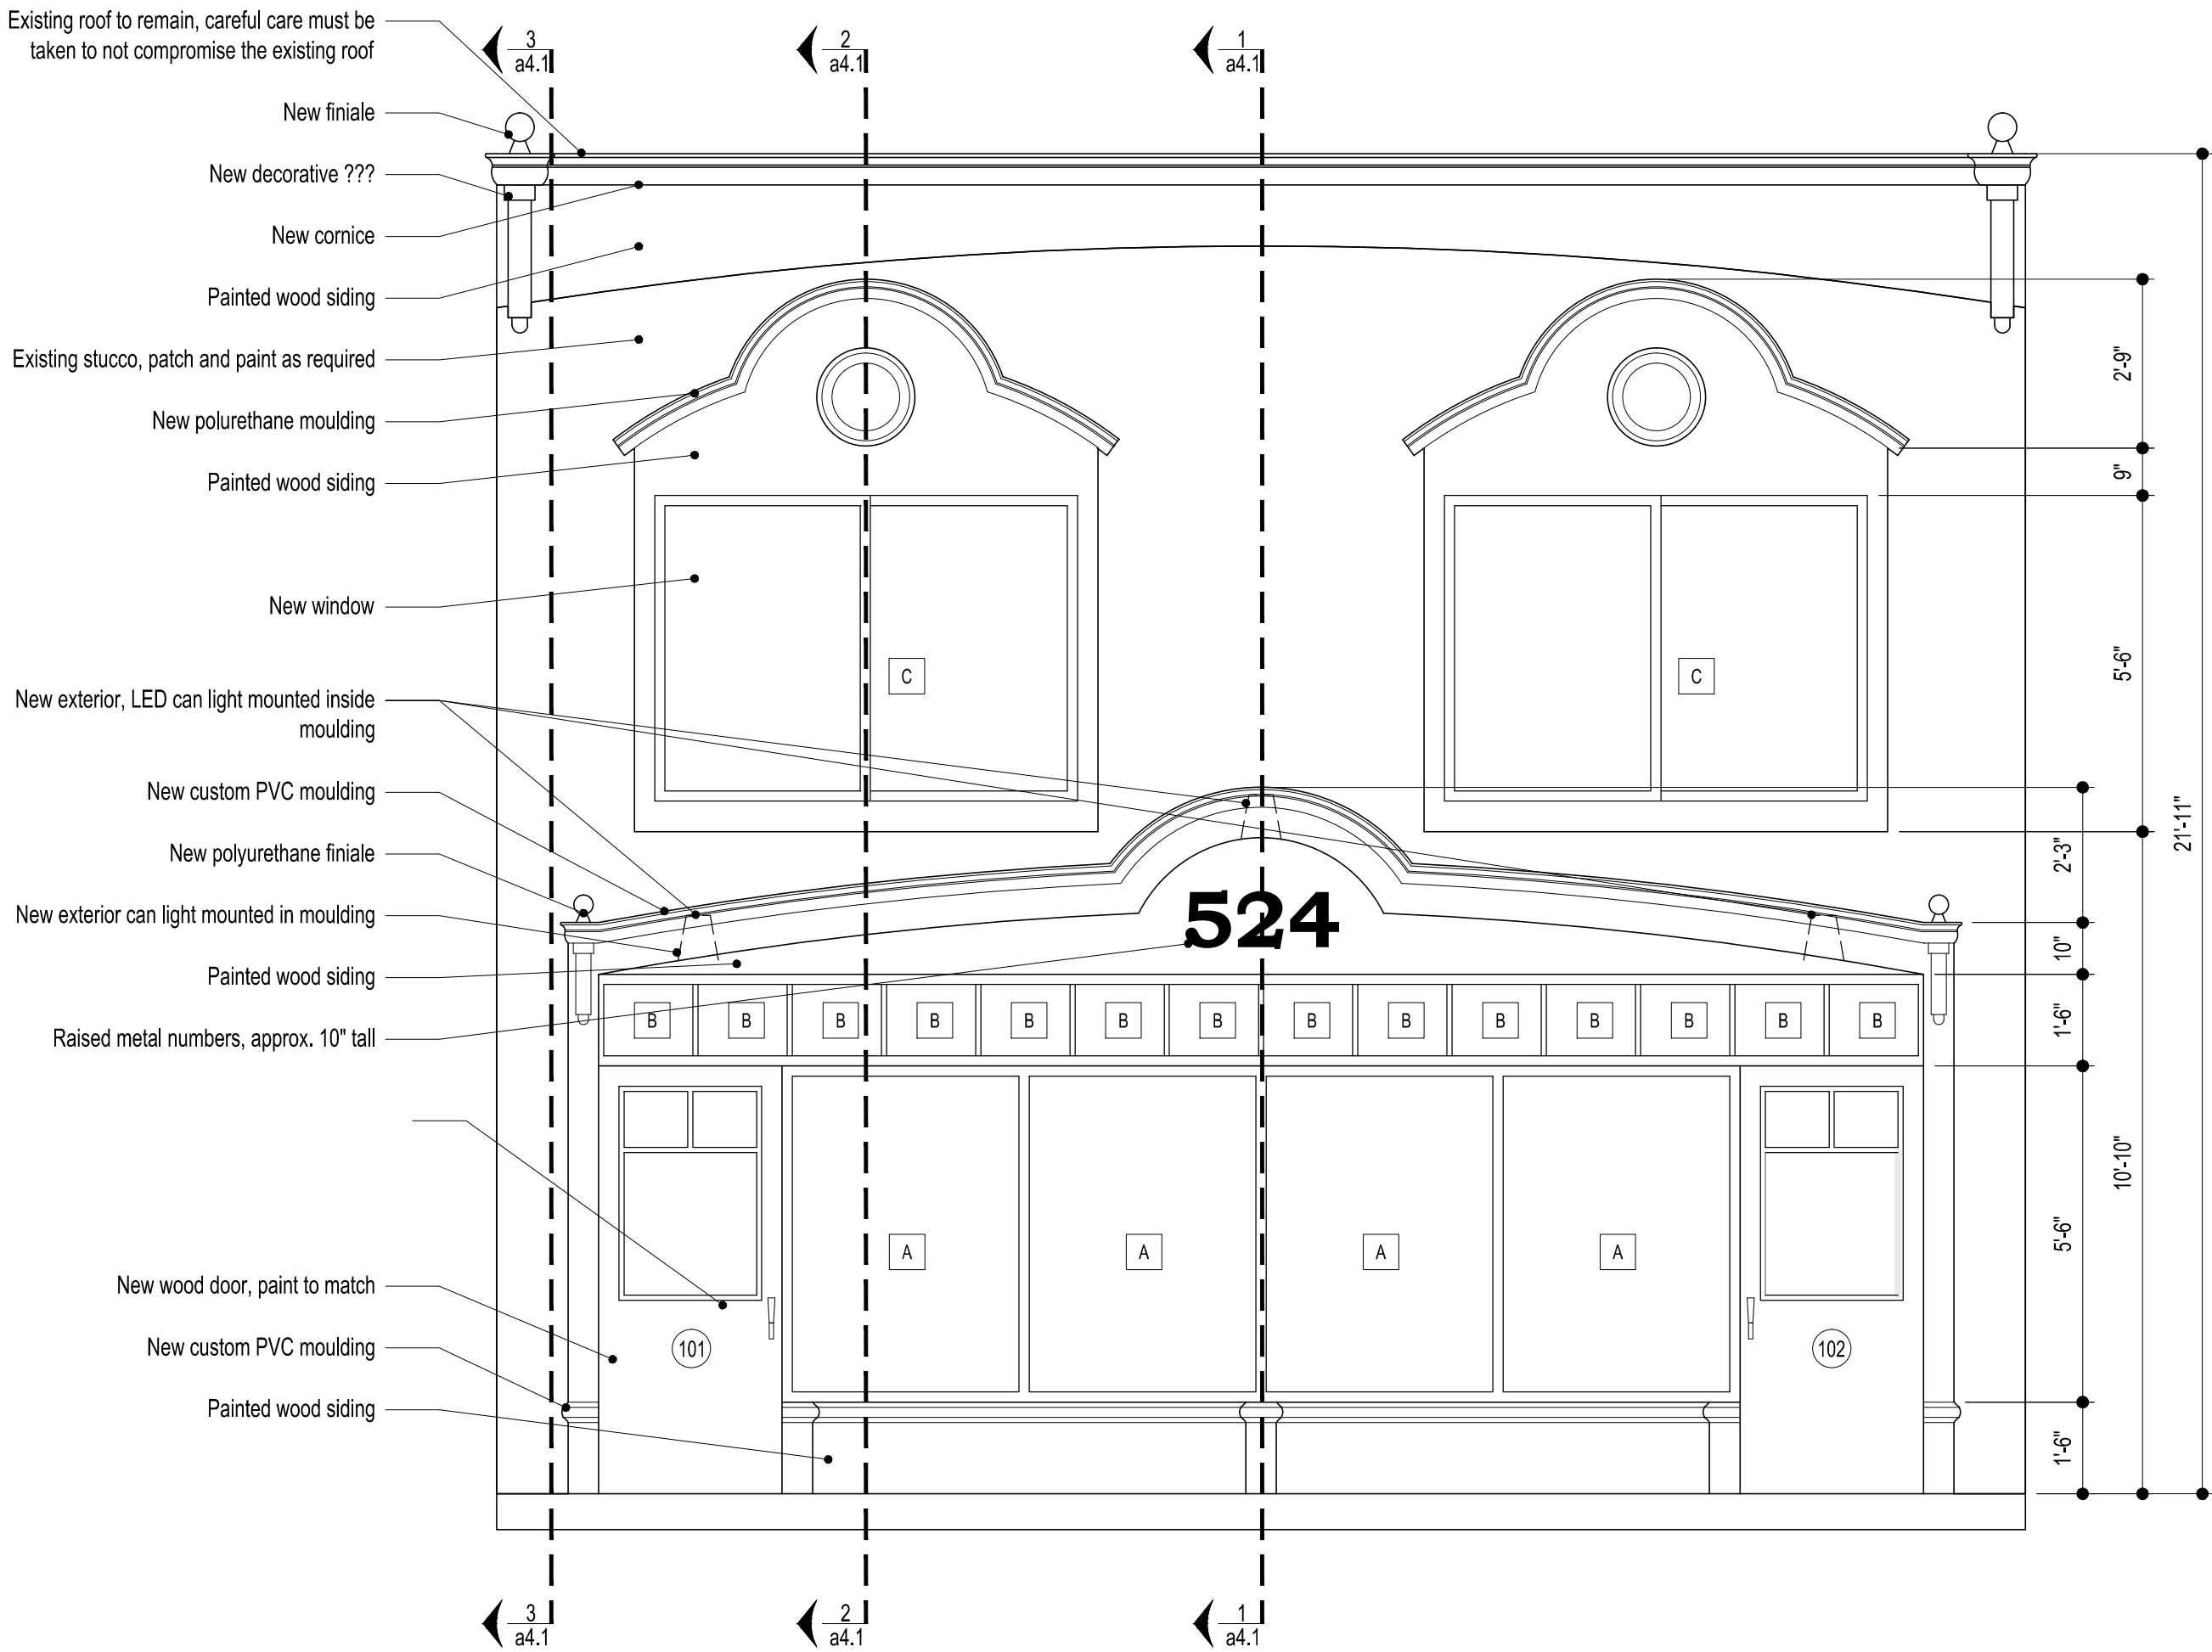 Existing roof to remain, careful care must be
taken to not compromise the existing roof
3
a4.1
2
a4.1
1
a4.1
New finiale
New decorative ???
New cornice
Painted wood siding
Existing stucco, patch and paint as required
New polurethane moulding
Painted wood siding
New window
New exterior, LED can light mounted inside
moulding
New custom PVC moulding
New polyurethane finiale
New exterior can light mounted in moulding
Painted wood siding
Raised metal numbers, approx. 10" tall
New wood door, paint to match
New custom PVC moulding
Painted wood siding
C C
524
B B B B B B B B B B B B B B
A A A A
101 102
2'-9"
9"
5'-6"
10'-10"
21'-11"
2'-3"
10"
1'-6"
5'-6"
1'-6"
3
a4.1
2
a4.1
1
a4.1